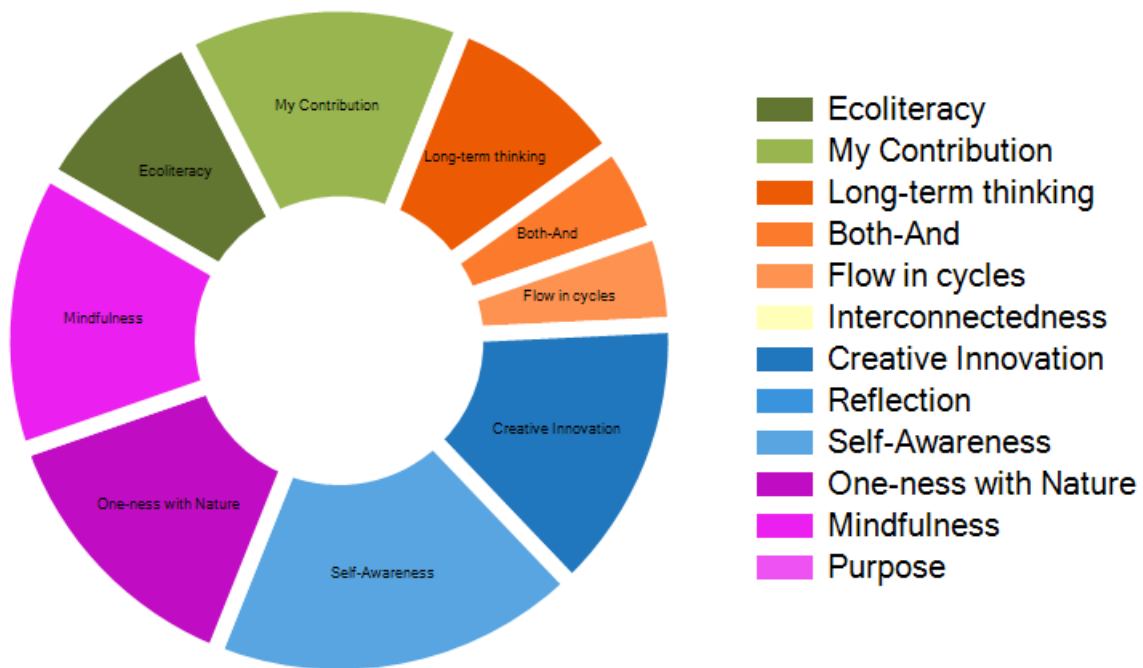 My Contribution
Long-term thinking
Ecoliteracy
Both-And
Flow in cycles
Mindfulness
Creative Innovation
One-ness with Nature
Self-Awareness
Ecoliteracy
My Contribution
Long-term thinking
Both-And
Flow in cycles
Interconnectedness
Creative Innovation
Reflection
Self-Awareness
One-ness with Nature
Mindfulness
Purpose